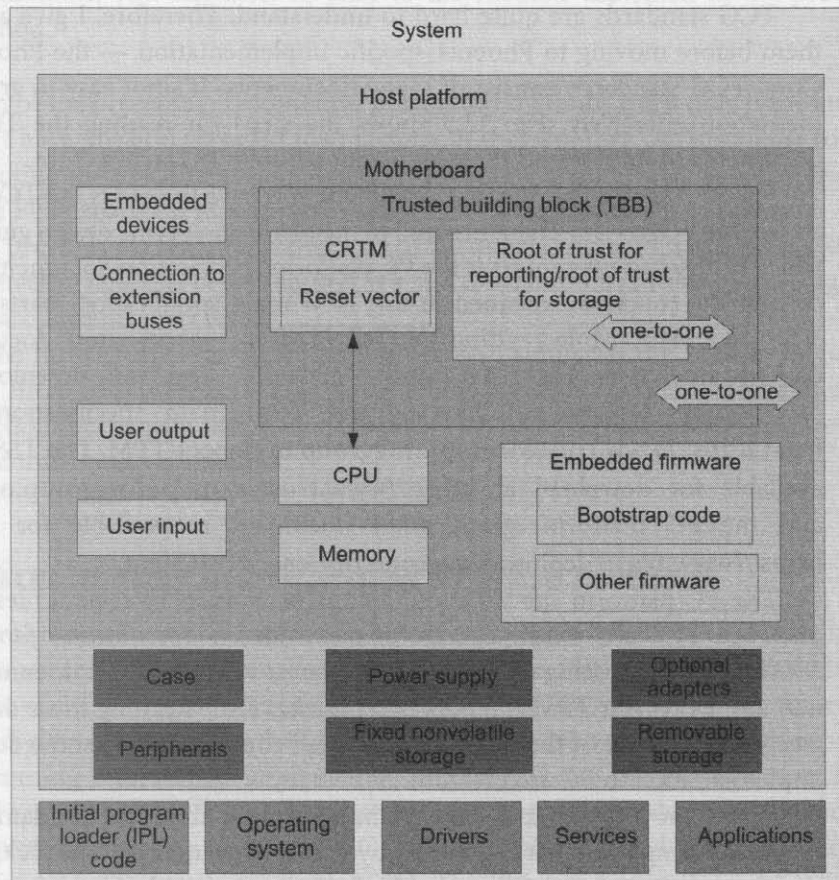 System
Host platform
Motherboard
Embedded
devices
Trusted building block (TBB)
CRTM
Reset vector
Root of trust for
reporting/root of trust
for storage
Connection to
extension
buses
one-to-one
one-to-one
User output
CPU
Embedded firmware
Bootstrap code
User input
Memory
Other firmware
Case
Power supply
Optional
adapters
Peripherals
Fixed nonvolatile
storage
Removable
storage
Initial program
loader (IPL)
code
Operating
system
Drivers
Services
Applications